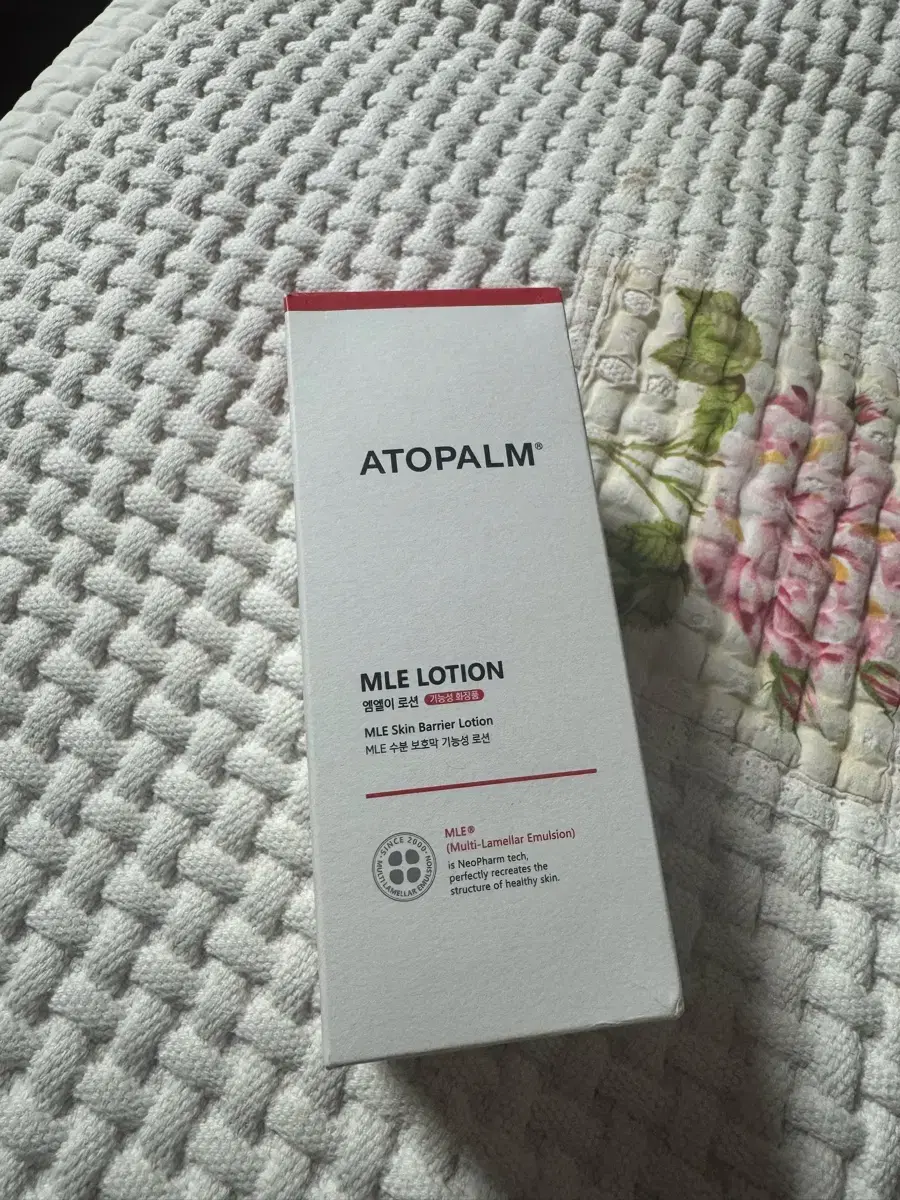 ATOPALM®
MLE LOTION
엠엘이 로션 기능성 화장품
MLE Skin Barrier Lotion
MLE 수분 보호막 기능성 로션
MLE®
(Multi-Lamellar Emulsion)
is NeoPharm tech,
perfectly recreates the
structure of healthy skin.
·SINCE 2000·
MULTI LAMELLAR EMULSION